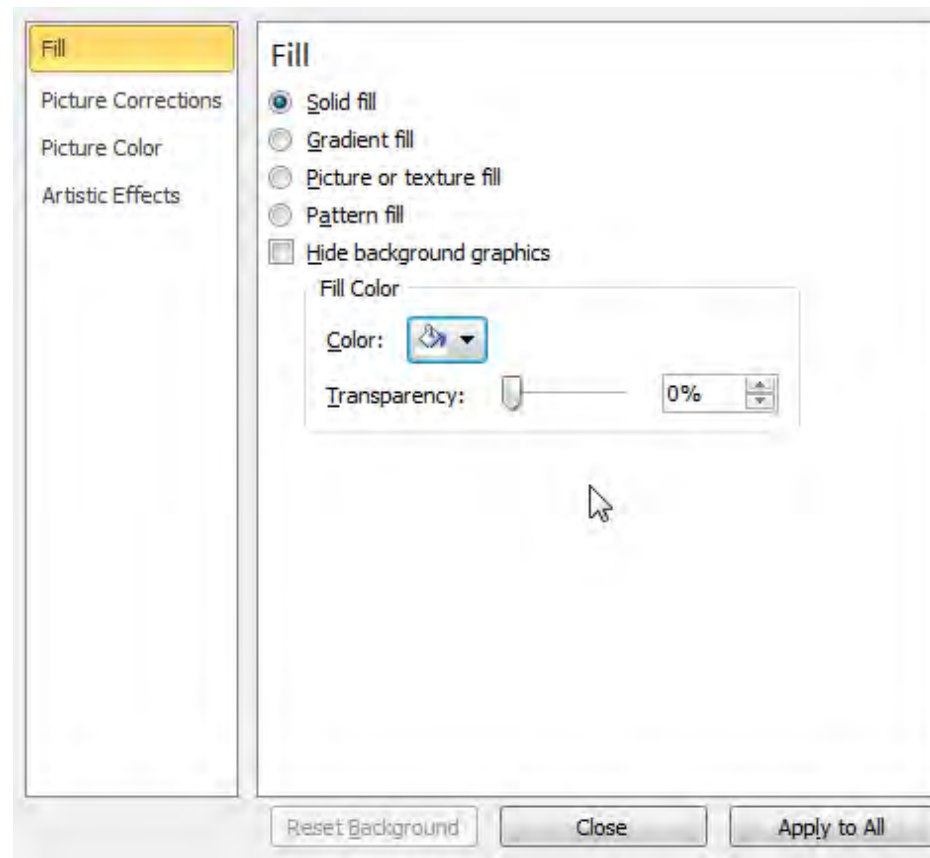 Fill
Picture Corrections
Picture Color
Artistic Effects
Fill
Solid fill
Gradient fill
Picture or texture fill
Pattern fill
Hide background graphics
Fill Color
Color:
Transparency: 0%
Reset Background Close Apply to All